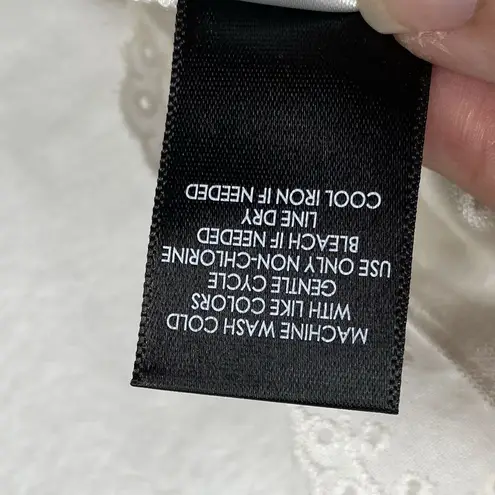 MACHINE WASH COLD
WITH LIKE COLORS
GENTLE CYCLE
USE ONLY NON-CHLORINE
BLEACH IF NEEDED
LINE DRY
COOL IRON IF NEEDED